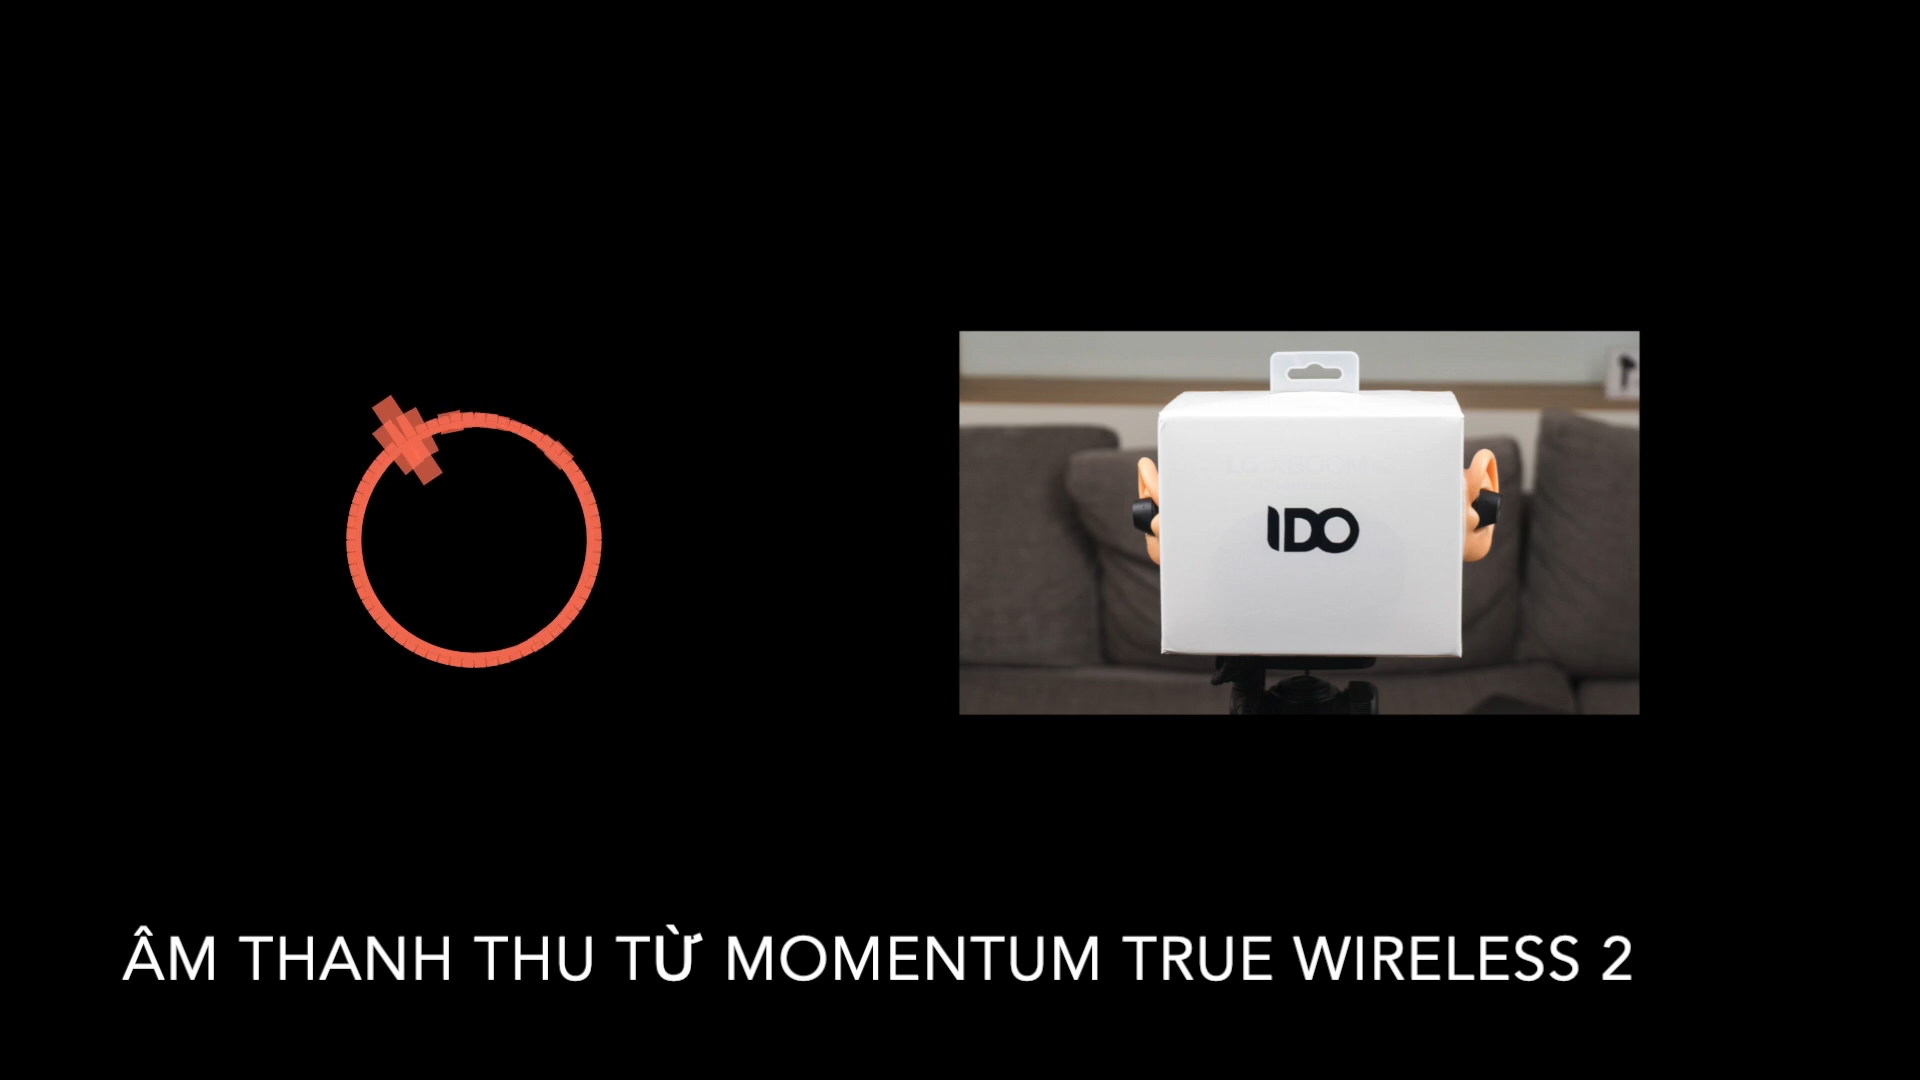 IDO
ÂM THANH THU TỪ MOMENTUM TRUE WIRELESS 2